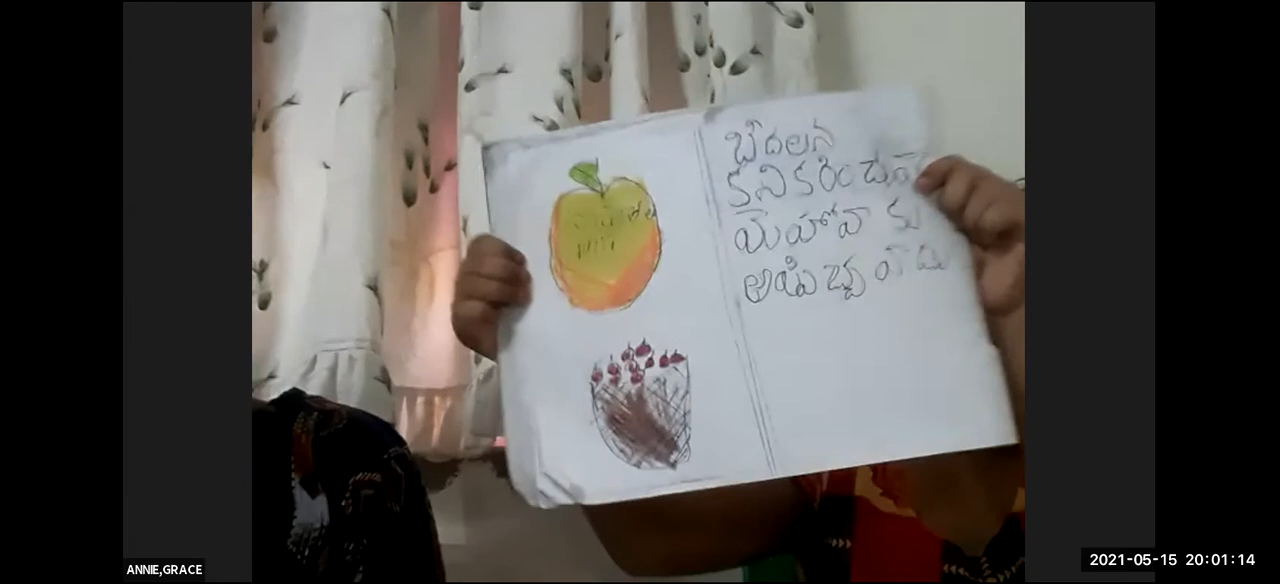 బీదలను
కనికరించువాడు
యెహోవా కు
అప్పిచ్చువాడు
ANNIE,GRACE
2021-05-15 20:01:14